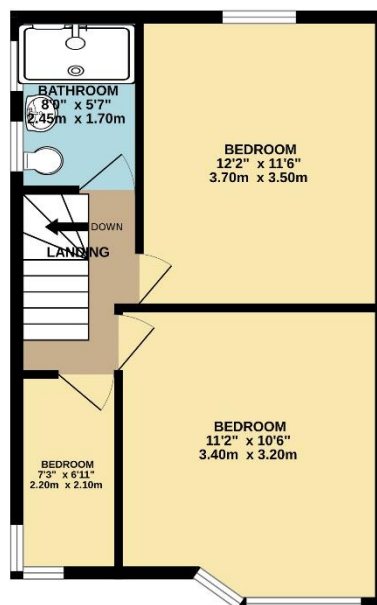 BATHROOM
8'0" x 5'7"
2.45m x 1.70m
BEDROOM
12'2" x 11'6"
3.70m x 3.50m
DOWN
LANDING
BEDROOM
11'2" x 10'6"
3.40m x 3.20m
BEDROOM
7'3" x 6'11"
2.20m x 2.10m